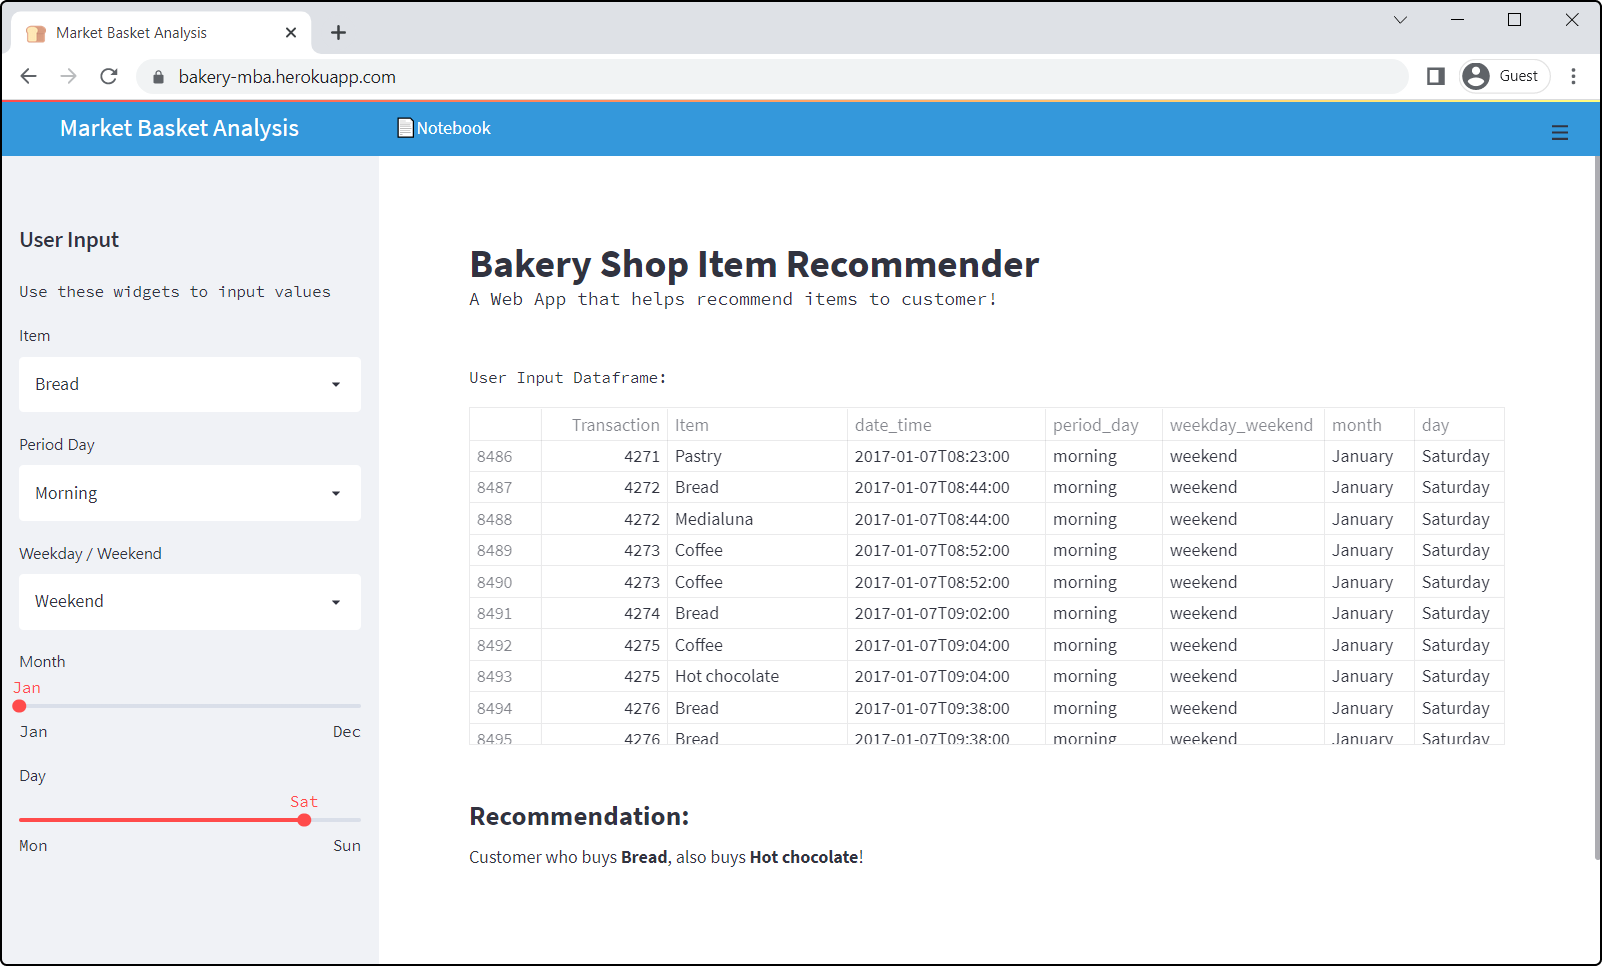 Market Basket Analysis
bakery-mba.herokuapp.com
Guest
Market Basket Analysis
Notebook
User Input
Use these widgets to input values
Item
Bread
Period Day
Morning
Weekday / Weekend
Weekend
Month
Jan
Jan Dec
Day
Sat
Mon Sun
Bakery Shop Item Recommender
A Web App that helps recommend items to customer!
User Input Dataframe:
Transaction Item date_time period_day weekday_weekend month day
8486 4271 Pastry 2017-01-07T08:23:00 morning weekend January Saturday
8487 4272 Bread 2017-01-07T08:44:00 morning weekend January Saturday
8488 4272 Medialuna 2017-01-07T08:44:00 morning weekend January Saturday
8489 4273 Coffee 2017-01-07T08:52:00 morning weekend January Saturday
8490 4273 Coffee 2017-01-07T08:52:00 morning weekend January Saturday
8491 4274 Bread 2017-01-07T09:02:00 morning weekend January Saturday
8492 4275 Coffee 2017-01-07T09:04:00 morning weekend January Saturday
8493 4275 Hot chocolate 2017-01-07T09:04:00 morning weekend January Saturday
8494 4276 Bread 2017-01-07T09:38:00 morning weekend January Saturday
8495 4276 Bread 2017-01-07T09:38:00 morning weekend January Saturday
Recommendation:
Customer who buys Bread, also buys Hot chocolate!